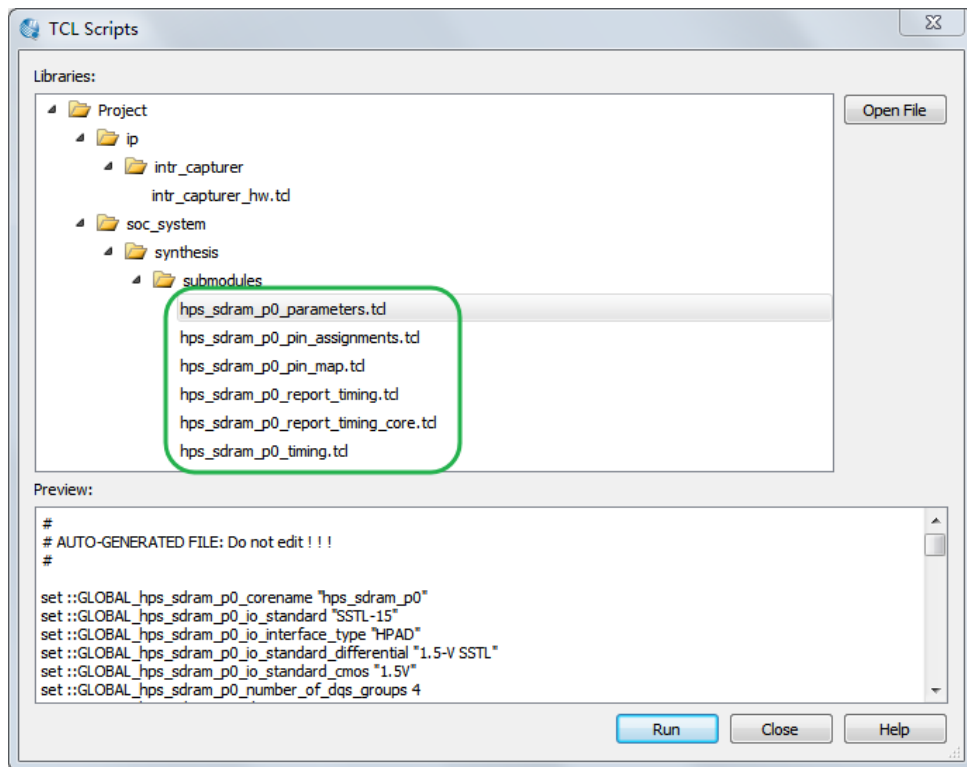 TCL Scripts
Libraries:
Project
Open File
ip
intr_capturer
intr_capturer_hw.tcl
soc_system
synthesis
submodules
hps_sdram_p0_parameters.tcl
hps_sdram_p0_pin_assignments.tcl
hps_sdram_p0_pin_map.tcl
hps_sdram_p0_report_timing.tcl
hps_sdram_p0_report_timing_core.tcl
hps_sdram_p0_timing.tcl
Preview:
#
# AUTO-GENERATED FILE: Do not edit ! ! !
#
set ::GLOBAL_hps_sdram_p0_corename "hps_sdram_p0"
set ::GLOBAL_hps_sdram_p0_io_standard "SSTL-15"
set ::GLOBAL_hps_sdram_p0_io_interface_type "HPAD"
set ::GLOBAL_hps_sdram_p0_io_standard_differential "1.5-V SSTL"
set ::GLOBAL_hps_sdram_p0_io_standard_cmos "1.5V"
set ::GLOBAL_hps_sdram_p0_number_of_dqs_groups 4
Run
Close
Help